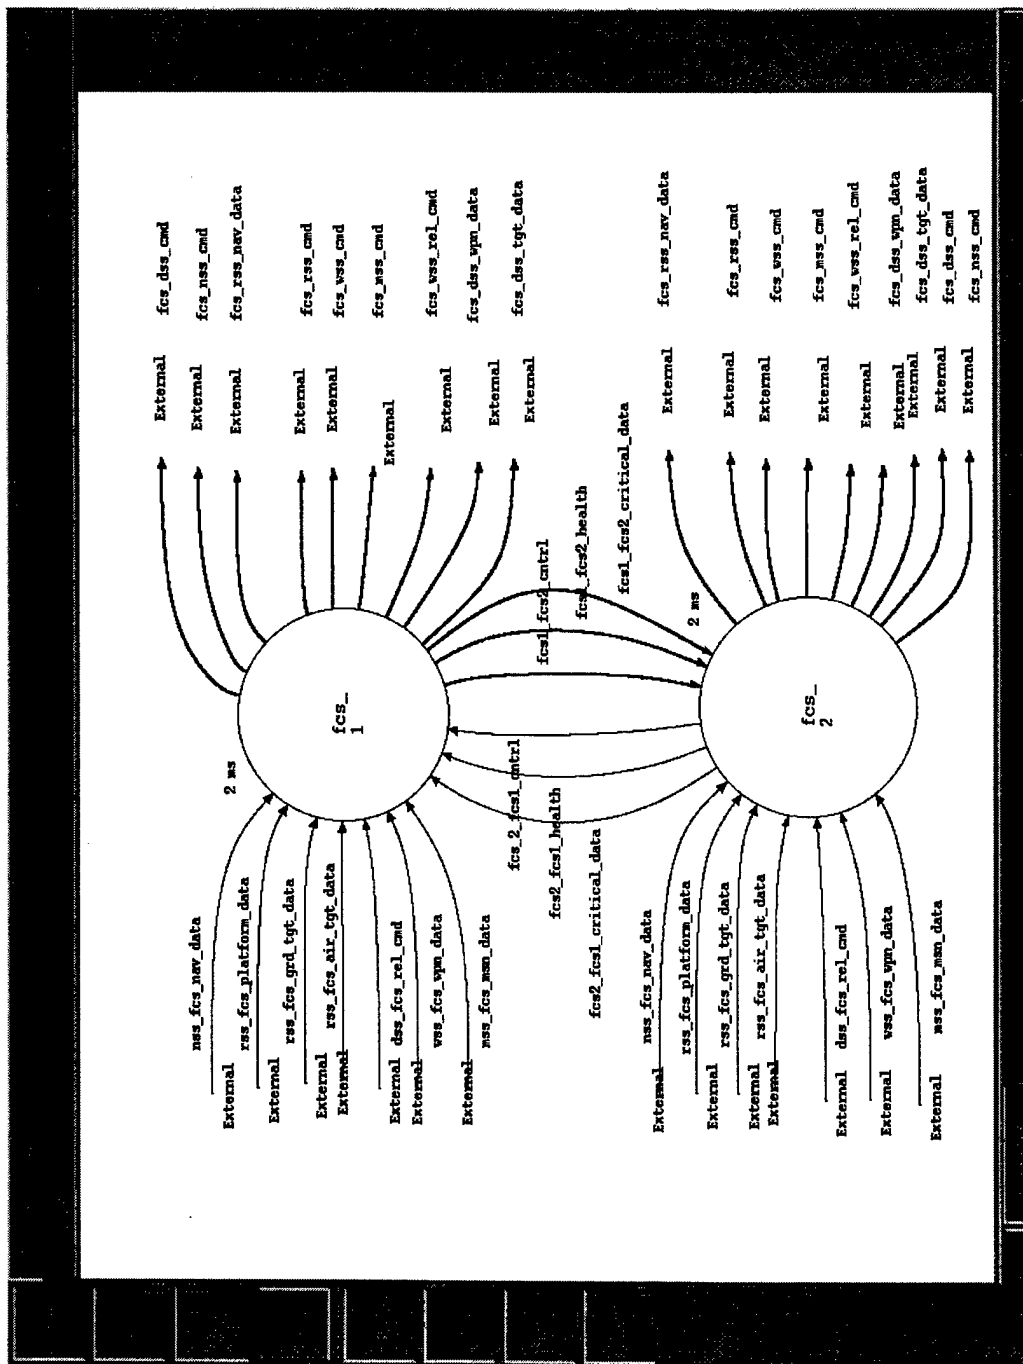 fcs_dss_cmd
fcs_nss_cmd
fcs_rss_nav_data
fcs_rss_cmd
fcs_wss_cmd
fcs_mss_cmd
fcs_wss_rel_cmd
fcs_dss_wpn_data
fcs_dss_tgt_data
External
External
External
External
External
External
External
External
External
fcs_rss_nav_data
fcs_rss_cmd
fcs_wss_cmd
fcs_mss_cmd
fcs_wss_rel_cmd
fcs_dss_wpn_data
fcs_dss_tgt_data
fcs_dss_cmd
fcs_nss_cmd
External
External
External
External
External
External
External
External
External
fcs1_fcs2_cntrl
fcs1_fcs2_health
fcs1_fcs2_critical_data
2 ms
fcs_
1
2 ms
fcs_
2
fcs_2_fcs1_cntrl
fcs2_fcs1_health
fcs2_fcs1_critical_data
nss_fcs_nav_data
rss_fcs_platform_data
rss_fcs_grd_tgt_data
rss_fcs_air_tgt_data
dss_fcs_rel_cmd
wss_fcs_wpn_data
mss_fcs_msn_data
External
External
External
External
External
External
External
nss_fcs_nav_data
rss_fcs_platform_data
rss_fcs_grd_tgt_data
rss_fcs_air_tgt_data
dss_fcs_rel_cmd
wss_fcs_wpn_data
mss_fcs_msn_data
External
External
External
External
External
External
External